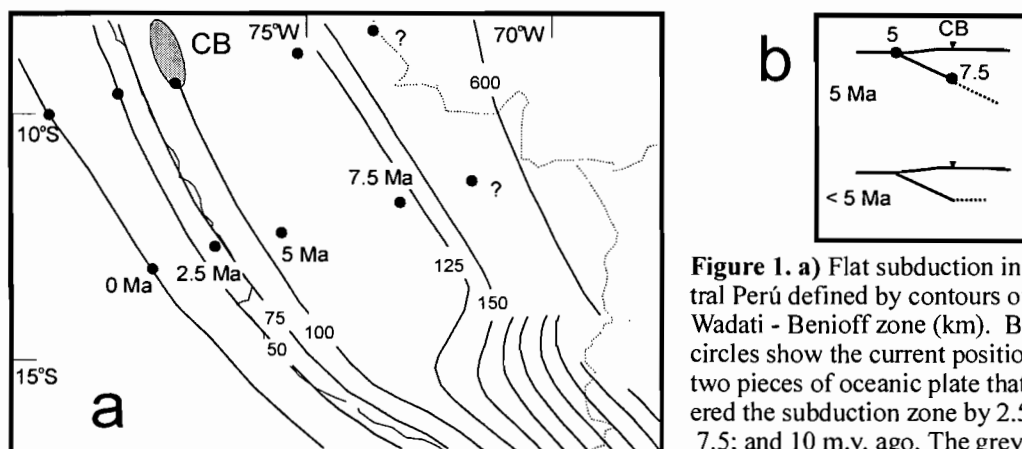 75°W
70°W
CB
?
600
10°S
7.5 Ma
?
5 Ma
2.5 Ma
0 Ma
125
150
75
100
50
15°S
a
b
5
CB
7.5
5 Ma
< 5 Ma
Figure 1. a) Flat subduction in
tral Perú defined by contours o
Wadati - Benioff zone (km). B
circles show the current positio
two pieces of oceanic plate that
ered the subduction zone by 2.5
7.5; and 10 m.y. ago. The grey